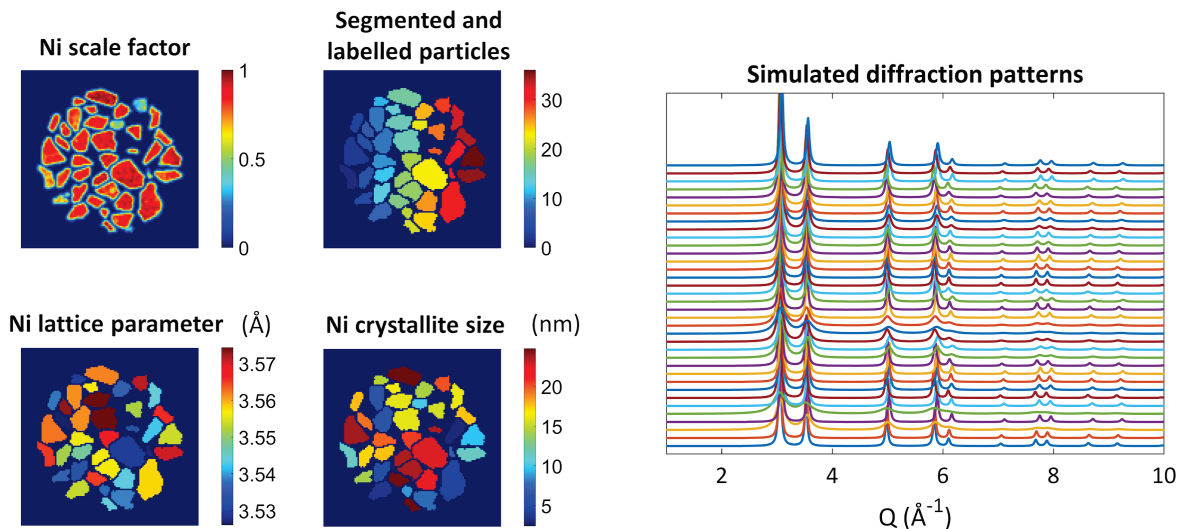 Ni scale factor
1
0.5
0
Segmented and
labelled particles
30
20
10
0
Ni lattice parameter (Å)
3.57
3.56
3.55
3.54
3.53
Ni crystallite size (nm)
20
15
10
5
Simulated diffraction patterns
2 4 6 8 10
Q (Å⁻¹)